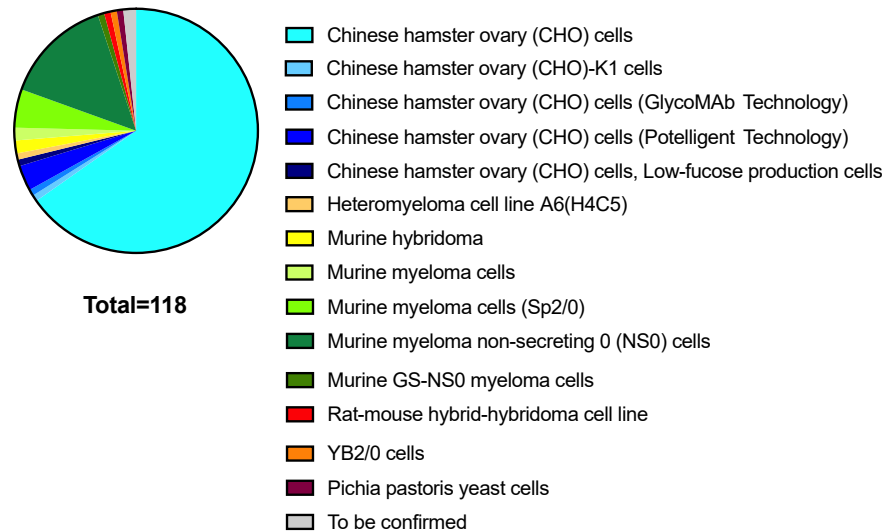 Chinese hamster ovary (CHO) cells
Chinese hamster ovary (CHO)-K1 cells
Chinese hamster ovary (CHO) cells (GlycoMAb Technology)
Chinese hamster ovary (CHO) cells (Potelligent Technology)
Chinese hamster ovary (CHO) cells, Low-fucose production cells
Heteromyeloma cell line A6(H4C5)
Murine hybridoma
Murine myeloma cells
Murine myeloma cells (Sp2/0)
Murine myeloma non-secreting 0 (NS0) cells
Murine GS-NS0 myeloma cells
Rat-mouse hybrid-hybridoma cell line
YB2/0 cells
Pichia pastoris yeast cells
To be confirmed
Total=118